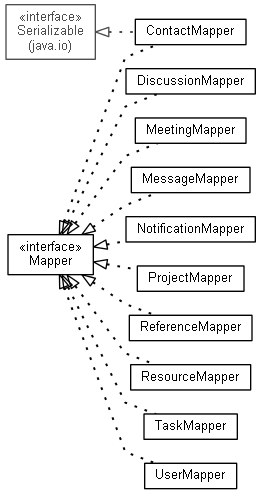 «interface»
Serializable
(java.io)
ContactMapper
DiscussionMapper
MeetingMapper
MessageMapper
NotificationMapper
«interface»
Mapper
ProjectMapper
ReferenceMapper
ResourceMapper
TaskMapper
UserMapper